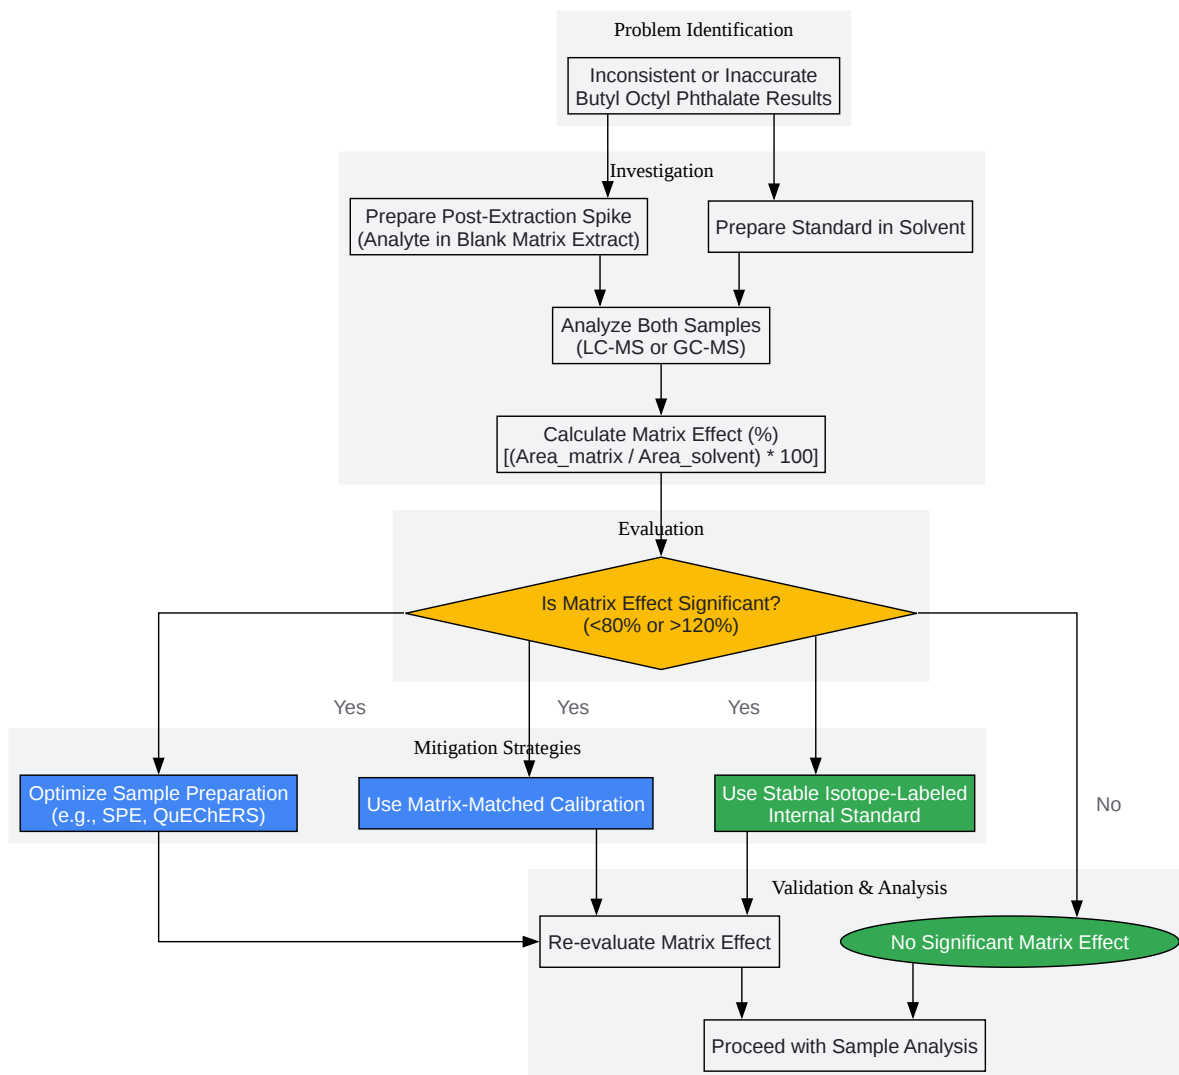 Problem Identification
Inconsistent or Inaccurate
Butyl Octyl Phthalate Results
Investigation
Prepare Post-Extraction Spike
(Analyte in Blank Matrix Extract)
Prepare Standard in Solvent
Analyze Both Samples
(LC-MS or GC-MS)
Calculate Matrix Effect (%)
[(Area_matrix / Area_solvent) * 100]
Evaluation
Is Matrix Effect Significant?
(<80% or >120%)
Yes
Yes
Yes
No
Mitigation Strategies
Optimize Sample Preparation
(e.g., SPE, QuEChERS)
Use Matrix-Matched Calibration
Use Stable Isotope-Labeled
Internal Standard
Validation & Analysis
Re-evaluate Matrix Effect
No Significant Matrix Effect
Proceed with Sample Analysis